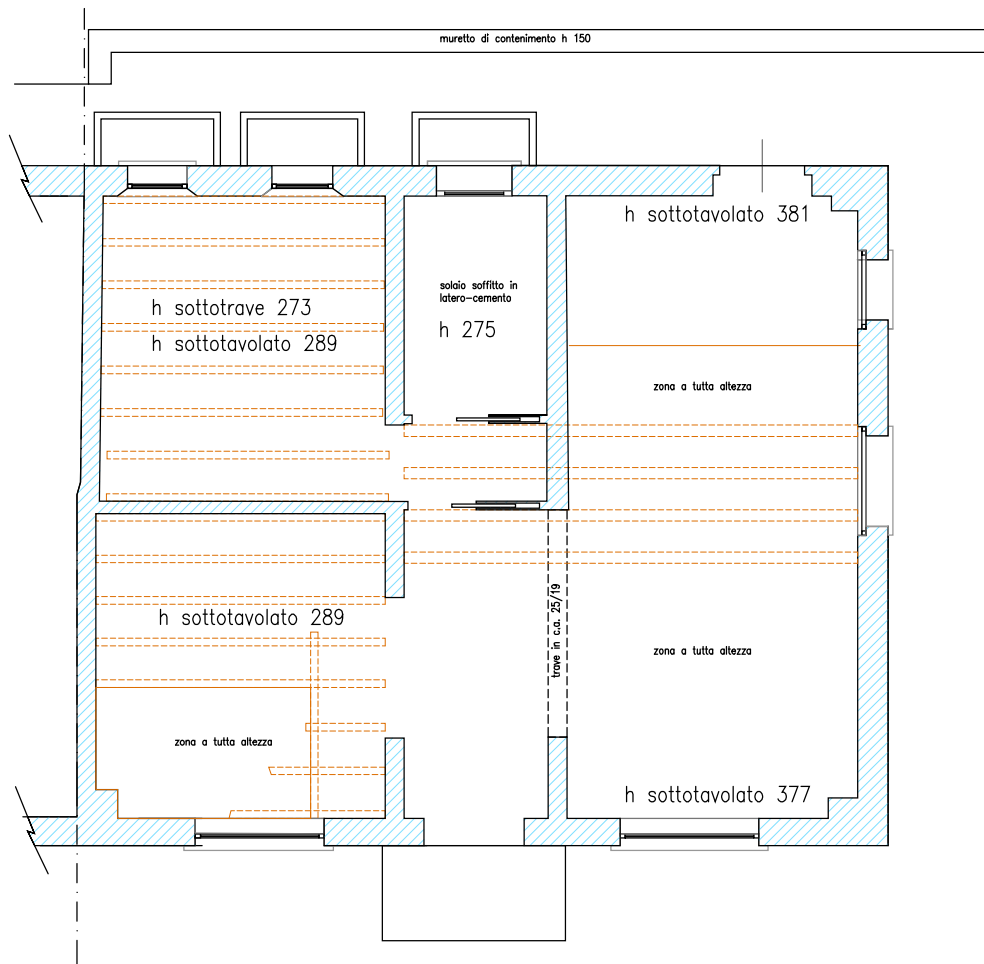 muretto di contenimento h 150
h sottotavolato 381
solaio soffitto in
latero-cemento
h 275
h sottotrave 273
h sottotavolato 289
zona a tutta altezza
trave in c.a. 25/19
h sottotavolato 289
zona a tutta altezza
zona a tutta altezza
h sottotavolato 377